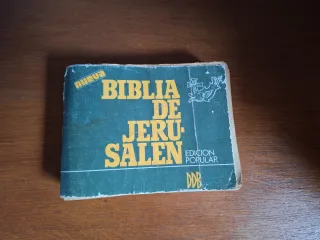 nueva
BIBLIA
DE
JERU-
SALEN
EDICION
POPULAR
DDB